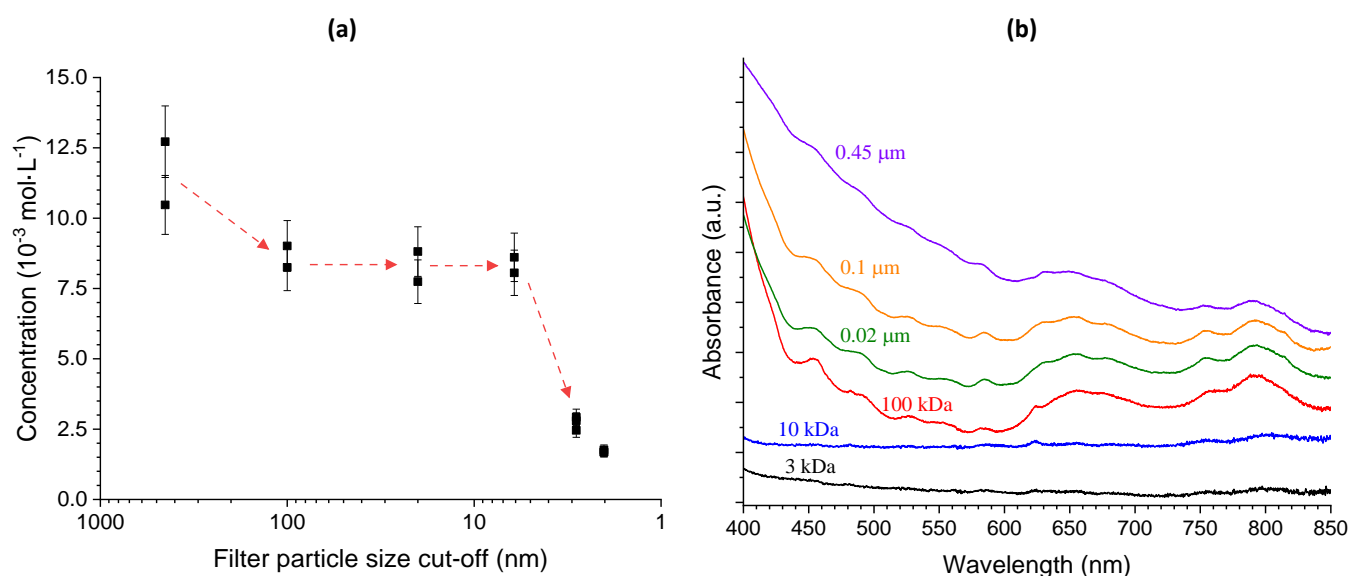 (a)
15.0
12.5
10.0
7.5
5.0
2.5
0.0
Concentration (10⁻³ mol·L⁻¹)
1000
100
10
1
Filter particle size cut-off (nm)
(b)
Absorbance (a.u.)
0.45 μm
0.1 μm
0.02 μm
100 kDa
10 kDa
3 kDa
400
450
500
550
600
650
700
750
800
850
Wavelength (nm)